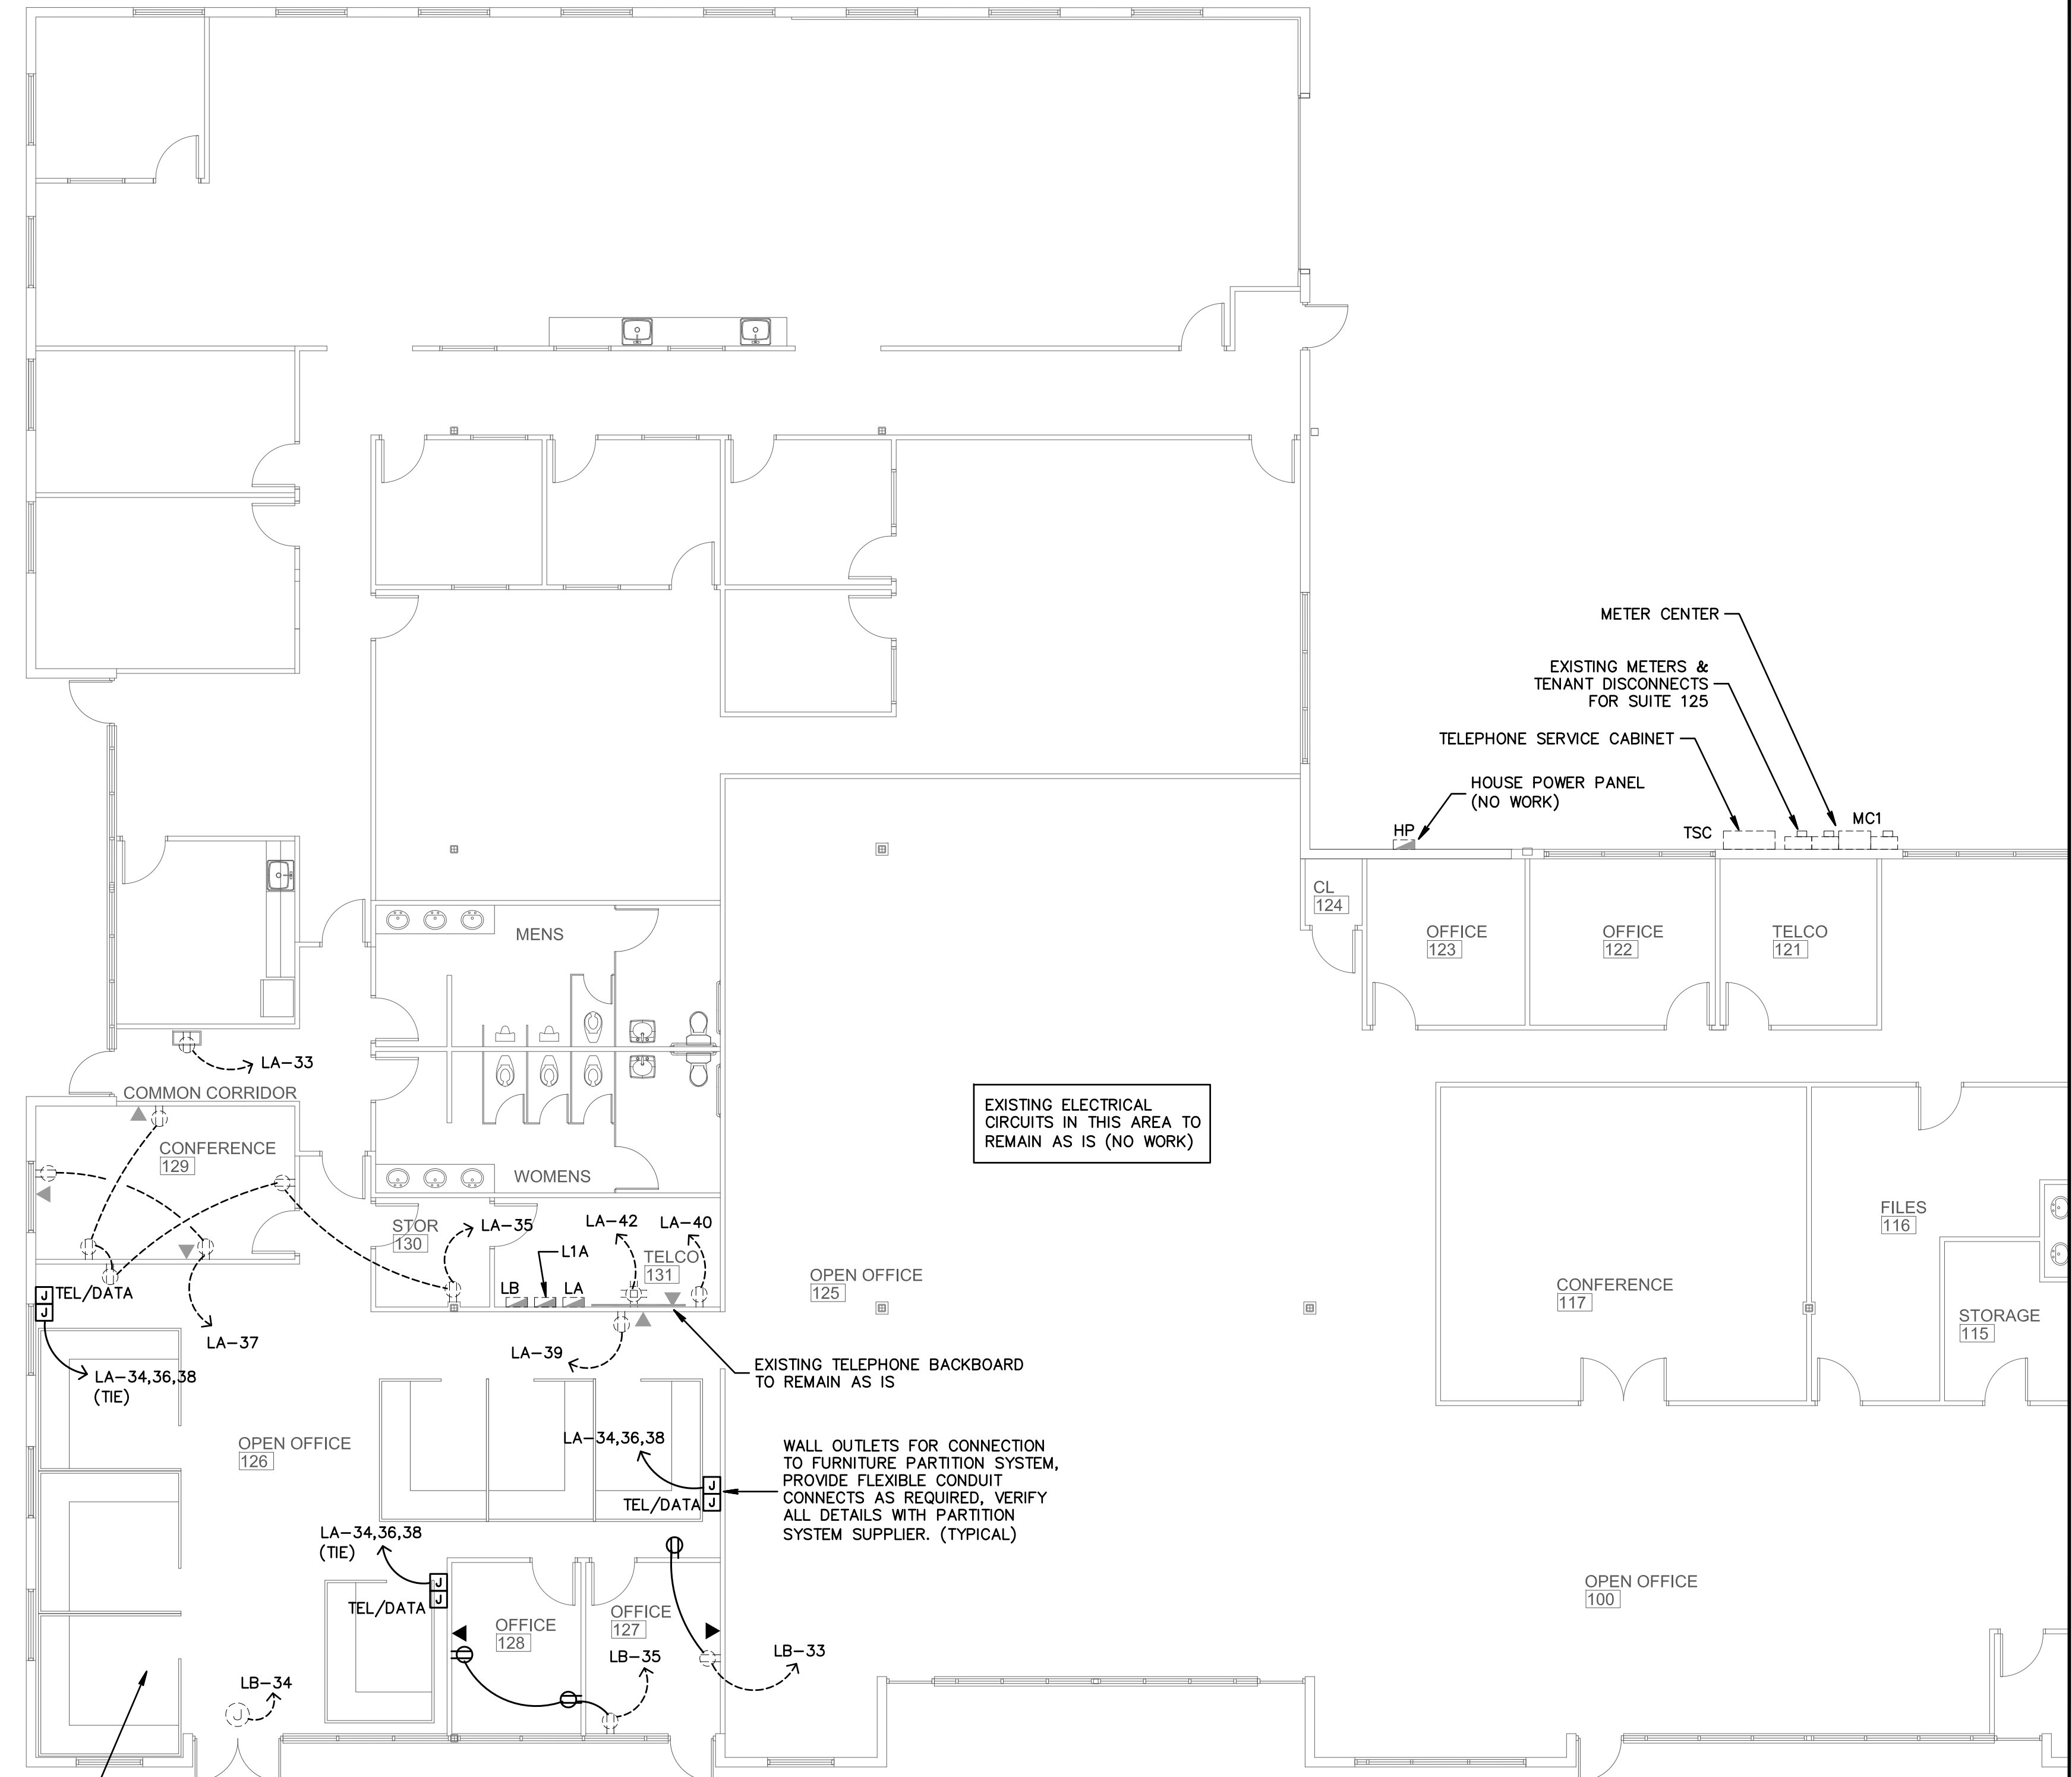 METER CENTER
EXISTING METERS &
TENANT DISCONNECTS
FOR SUITE 125
TELEPHONE SERVICE CABINET
HOUSE POWER PANEL
(NO WORK)
HP
TSC
MC1
CL
124
OFFICE
123
OFFICE
122
TELCO
121
MENS
LA-33
COMMON CORRIDOR
CONFERENCE
129
WOMENS
EXISTING ELECTRICAL
CIRCUITS IN THIS AREA TO
REMAIN AS IS (NO WORK)
STOR
130
LA-35
LA-42
LA-40
L1A
TELCO
131
LB
LA
FILES
116
OPEN OFFICE
125
CONFERENCE
117
STORAGE
115
J
J
TEL/DATA
LA-37
LA-34,36,38
(TIE)
LA-39
EXISTING TELEPHONE BACKBOARD
TO REMAIN AS IS
OPEN OFFICE
126
LA-34,36,38
J
J
TEL/DATA
WALL OUTLETS FOR CONNECTION
TO FURNITURE PARTITION SYSTEM,
PROVIDE FLEXIBLE CONDUIT
CONNECTS AS REQUIRED, VERIFY
ALL DETAILS WITH PARTITION
SYSTEM SUPPLIER. (TYPICAL)
LA-34,36,38
(TIE)
J
J
TEL/DATA
OFFICE
128
OFFICE
127
OPEN OFFICE
100
LB-35
LB-33
LB-34
J